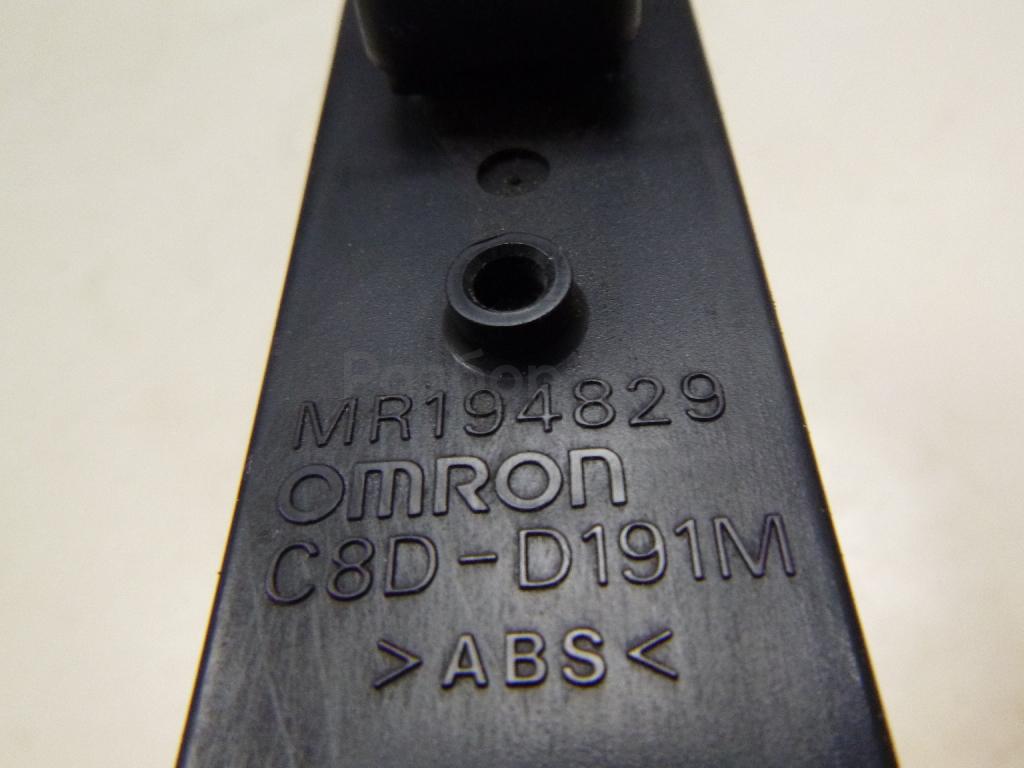 MR194829
omron
C8D-D191M
>ABS<